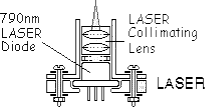 790nm
LASER
Diode
LASER
Collimating
Lens
LASER